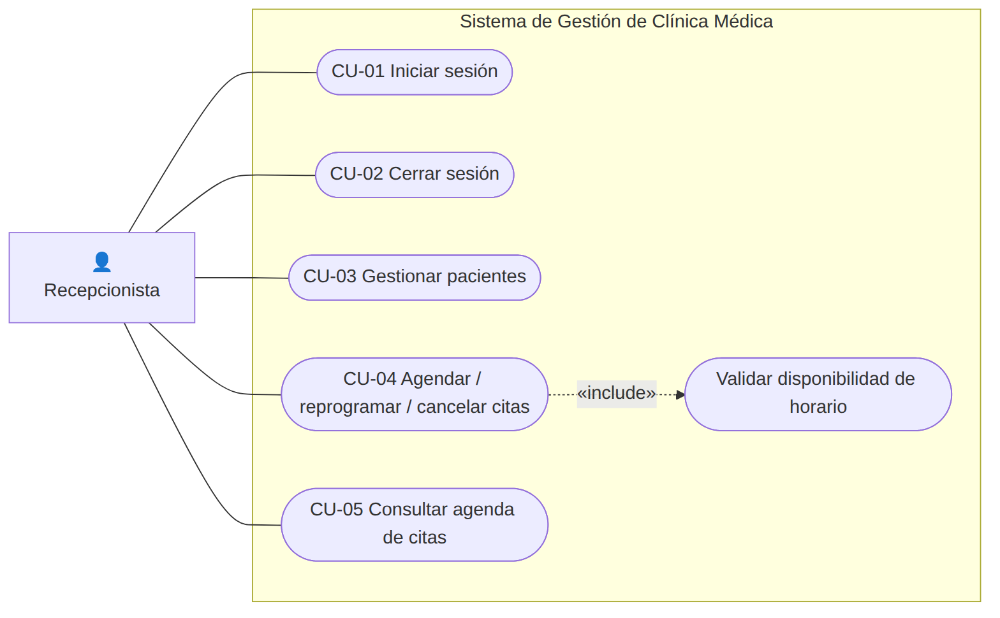 Sistema de Gestión de Clínica Médica
CU-01 Iniciar sesión
CU-02 Cerrar sesión
Recepcionista
CU-03 Gestionar pacientes
CU-04 Agendar /
reprogramar / cancelar citas
«include»
Validar disponibilidad de
horario
CU-05 Consultar agenda
de citas